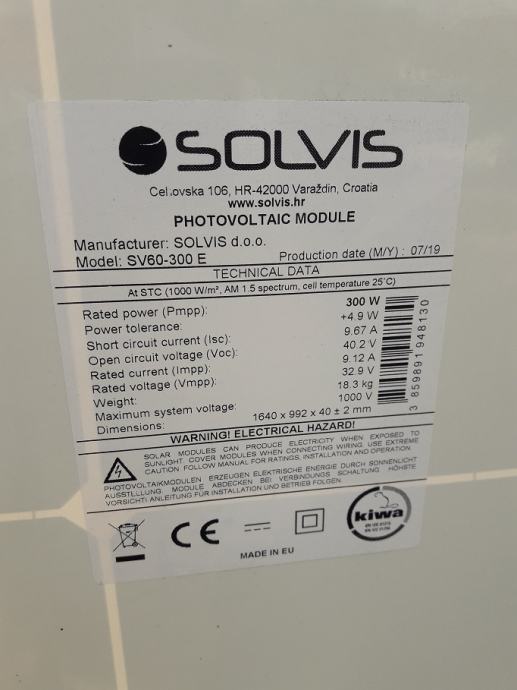 SOLVIS
HR-42000 Varaždin, Croatia
www.solvis.hr
PHOTOVOLTAIC MODULE
Manufacturer: SOLVIS d.o.o.
Model: SV60-300 E Production date (M/Y) : 07/19
TECHNICAL DATA
At STC (1000 W/m², AM 1.5 spectrum, cell temperature 25°C)
Rated power (Pmpp): 300 W
Power tolerance: +4.9 W
Short circuit current (Isc): 9.67 A
Open circuit voltage (Voc): 40.2 V
Rated current (Impp): 9.12 A
Rated voltage (Vmpp): 32.9 V
Weight: 18.3 kg
Maximum system voltage: 1000 V
Dimensions: 1640 x 992 x 40 ± 2 mm
3 859891 948130
WARNING! ELECTRICAL HAZARD!
SOLAR MODULES CAN PRODUCE ELECTRICITY WHEN EXPOSED TO
SUNLIGHT. COVER MODULES WHEN CONNECTING WIRING. USE EXTREME
CAUTION. FOLLOW MANUAL FOR RATINGS, INSTALLATION AND OPERATION.
PHOTOVOLTAIKMODULEN ERZEUGEN ELEKTRISCHE ENERGIE DURCH SONNENLICHT
AUSSTELLUNG. MODULE ABDECKEN BEI VERBINDUNGS SCHALTUNG. HÖHSTE
VORSICHT! ANLEITUNG FÜR INSTALLATION UND BETRIEB FOLGEN.
CE
kiwa
MADE IN EU